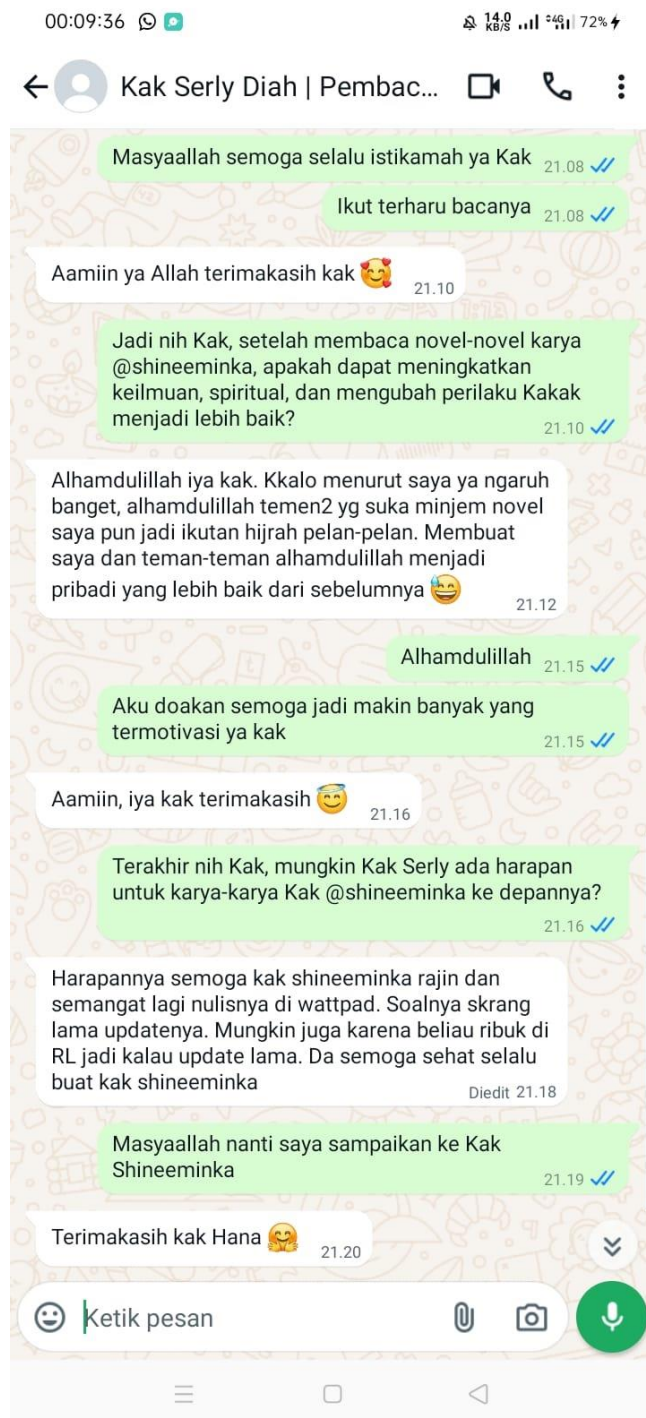 00:09:36 14.0 KB/S 4G 72%
Kak Serly Diah | Pembac...
Masyaallah semoga selalu istikamah ya Kak 21.08
Ikut terharu bacanya 21.08
Aamiin ya Allah terimakasih kak 🥰 21.10
Jadi nih Kak, setelah membaca novel-novel karya
@shineeminka, apakah dapat meningkatkan
keilmuan, spiritual, dan mengubah perilaku Kakak
menjadi lebih baik? 21.10
Alhamdulillah iya kak. Kkalo menurut saya ya ngaruh
banget, alhamdulillah temen2 yg suka minjem novel
saya pun jadi ikutan hijrah pelan-pelan. Membuat
saya dan teman-teman alhamdulillah menjadi
pribadi yang lebih baik dari sebelumnya 😅 21.12
Alhamdulillah 21.15
Aku doakan semoga jadi makin banyak yang
termotivasi ya kak 21.15
Aamiin, iya kak terimakasih 😇 21.16
Terakhir nih Kak, mungkin Kak Serly ada harapan
untuk karya-karya Kak @shineeminka ke depannya?
21.16
Harapannya semoga kak shineeminka rajin dan
semangat lagi nulisnya di wattpad. Soalnya skrang
lama updatenya. Mungkin juga karena beliau ribuk di
RL jadi kalau update lama. Da semoga sehat selalu
buat kak shineeminka Diedit 21.18
Masyaallah nanti saya sampaikan ke Kak
Shineeminka 21.19
Terimakasih kak Hana 🤗 21.20
Ketik pesan